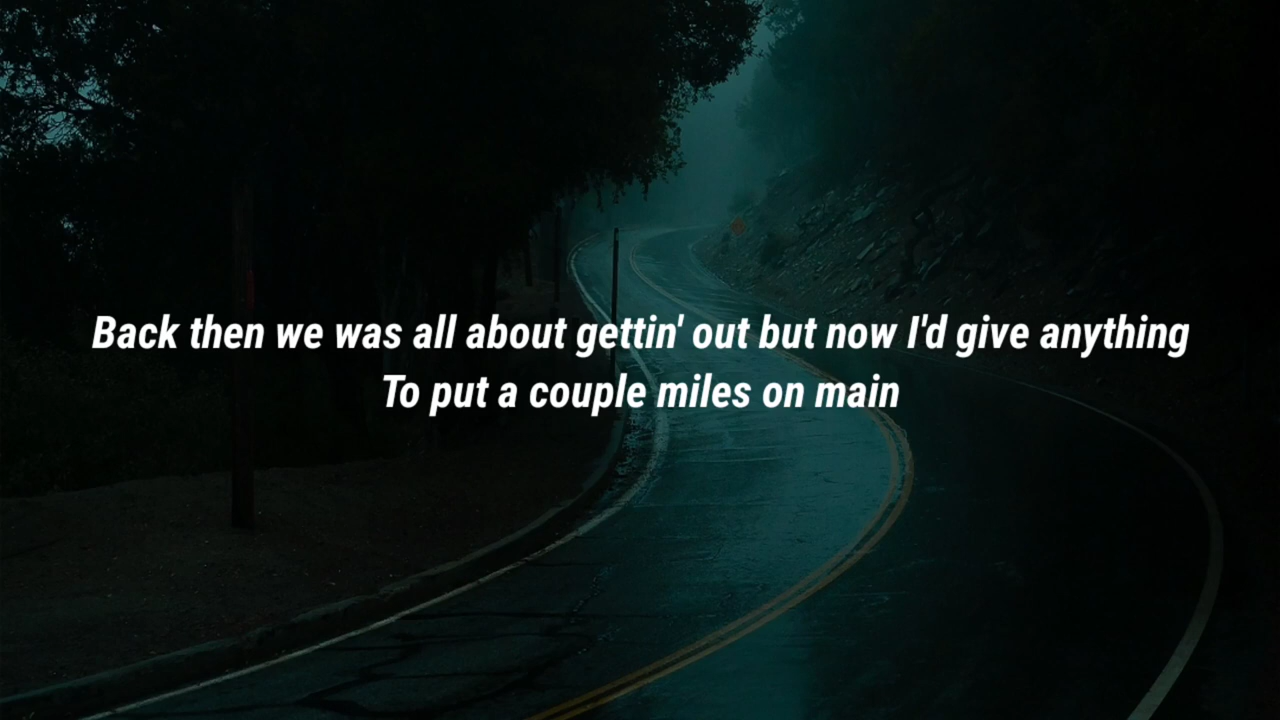 Back then we was all about gettin' out but now I'd give anything
To put a couple miles on main